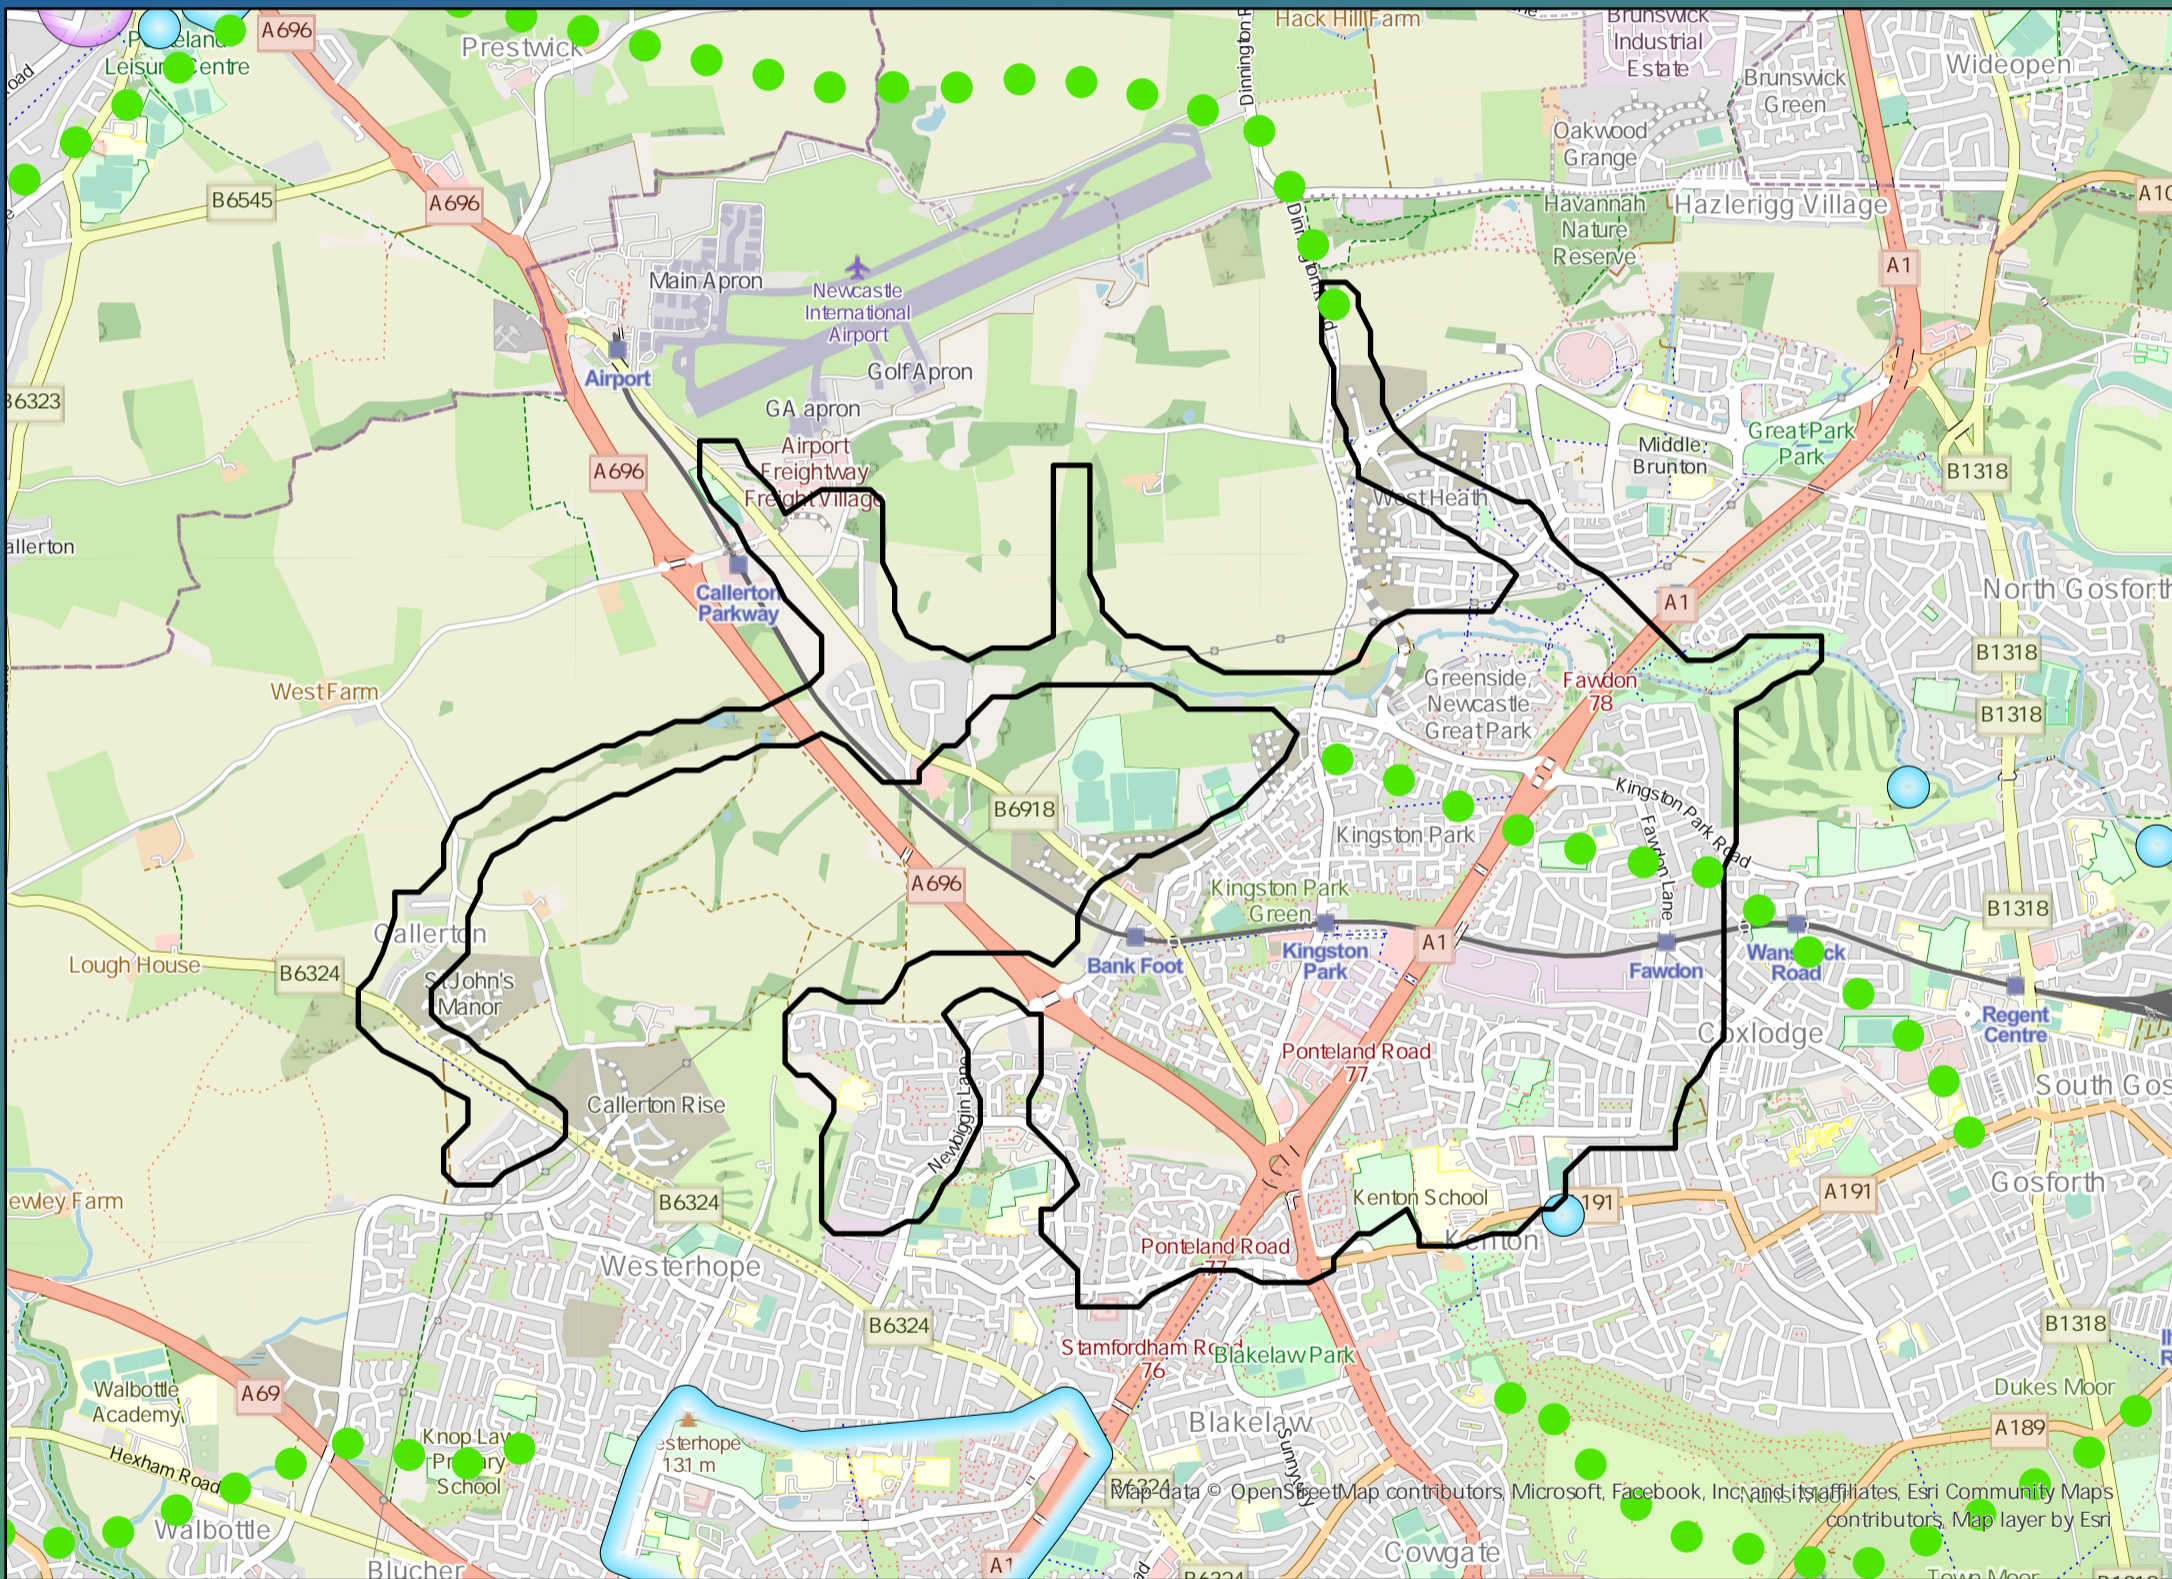 Hack Hill Farm
Brunswick
Industrial
Estate
A696
Prestwick
Leisure Centre
Brunswick
Green
Wideopen
Oakwood
Grange
B6545
A696
Havannah
Nature
Reserve
Hazlerigg Village
A1
Main Apron
Newcastle
International
Airport
Airport
Golf Apron
GA apron
B6323
A696
Airport
Freightway
Freight Village
Middle
Brunton
Great Park
Park
B1318
West Heath
allerton
Callerton
Parkway
A1
North Gosforth
B1318
West Farm
Greenside,
Newcastle
Great Park
Fawdon
78
B1318
B6918
Kingston Park
Kingston Park Road
Fawdon Lane
A696
Kingston Park
Green
B1318
Callerton
Lough House
B6324
St John's
Manor
Bank Foot
Kingston
Park
A1
Fawdon
Wansbeck
Road
Regent
Centre
Coxlodge
Ponteland Road
77
South Gos
Callerton Rise
Newbiggin Lane
ewley Farm
B6324
Kenton School
A191
Gosforth
Kenton
Ponteland Road
77
Westerhope
B6324
B1318
Stamfordham Road
76
Blakelaw Park
A69
Walbottle
Academy
Dukes Moor
Blakelaw
A189
Knop Law
Primary
School
esterhope
131 m
Hexham Road
B6324
Map data © OpenStreetMap contributors, Microsoft, Facebook, Inc. and its affiliates, Esri Community Maps
contributors, Map layer by Esri
Walbottle
Cowgate
A1
Blucher
B6324
Town Moor